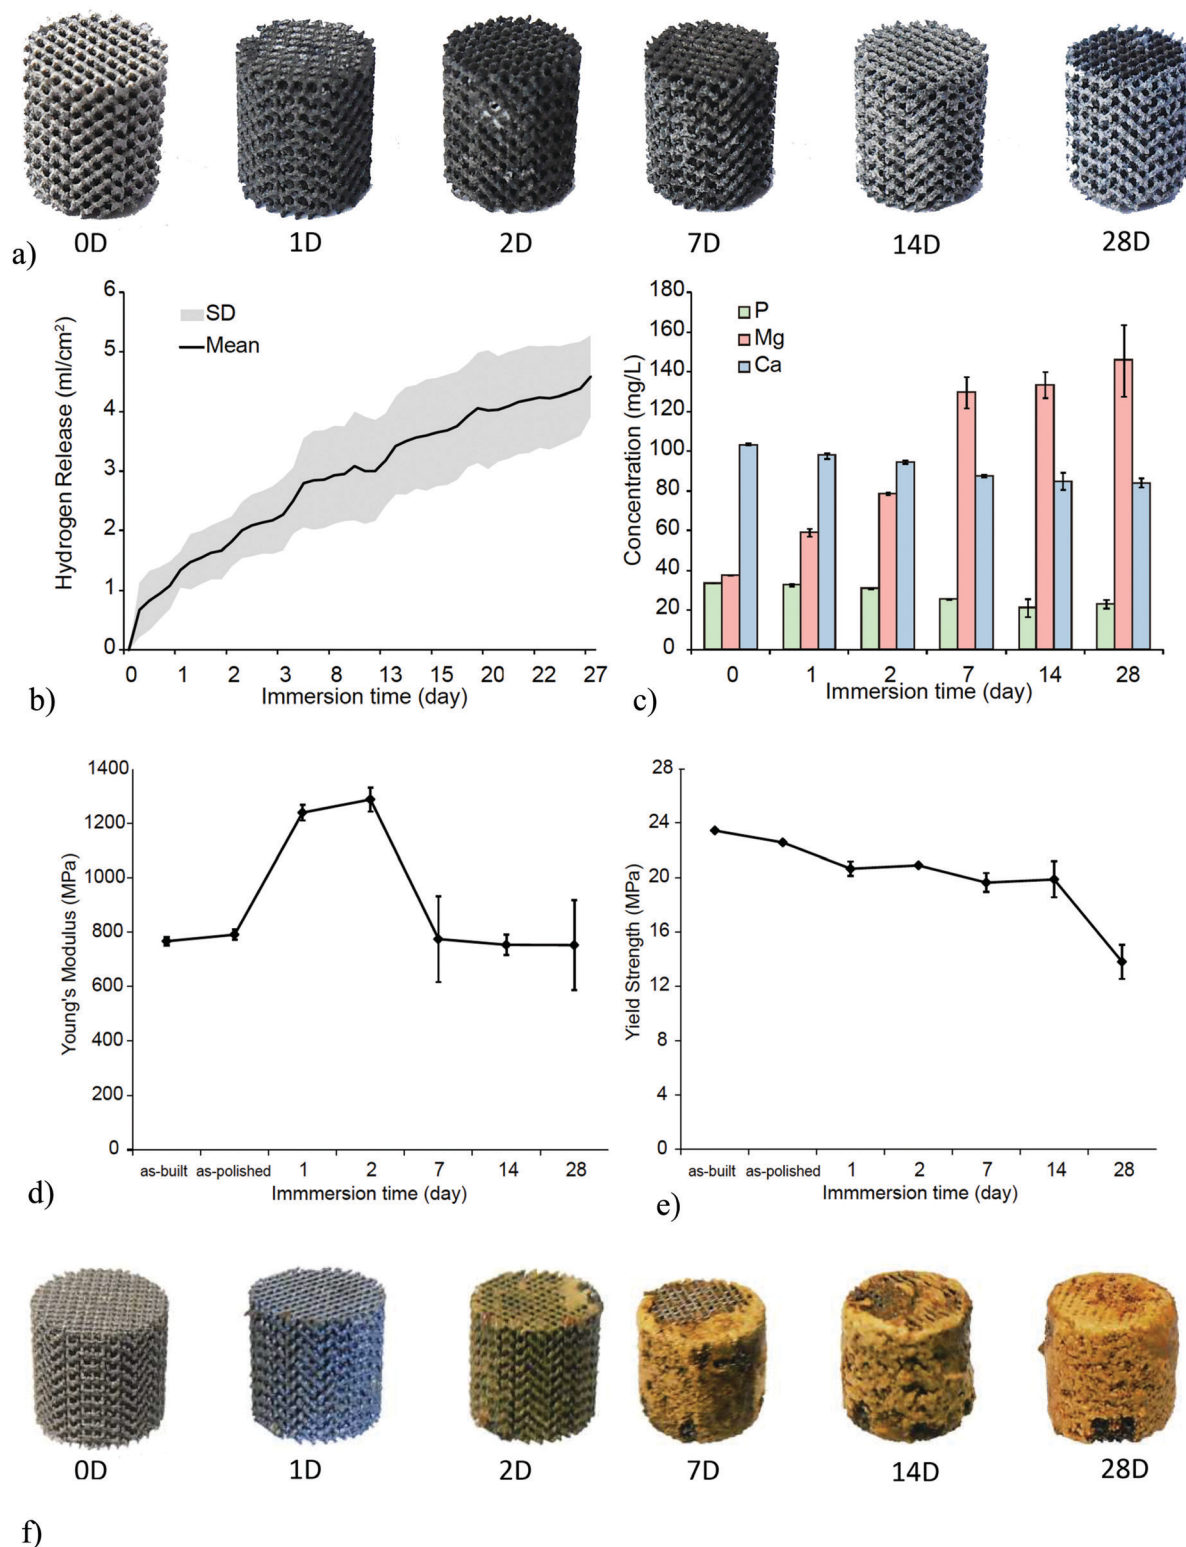 0D
1D
2D
7D
14D
28D
a)
Hydrogen Release (ml/cm²)
6
5
4
3
2
1
0
SD
Mean
0
1
2
3
8
13
15
20
22
27
Immersion time (day)
b)
Concentration (mg/L)
180
160
140
120
100
80
60
40
20
0
P
Mg
Ca
0
1
2
7
14
28
Immersion time (day)
c)
Young's Modulus (MPa)
1400
1200
1000
800
600
400
200
0
as-built
as-polished
1
2
7
14
28
Immmersion time (day)
d)
Yield Strength (MPa)
28
24
20
16
12
8
4
0
as-built
as-polished
1
2
7
14
28
Immmersion time (day)
e)
0D
1D
2D
7D
14D
28D
f)